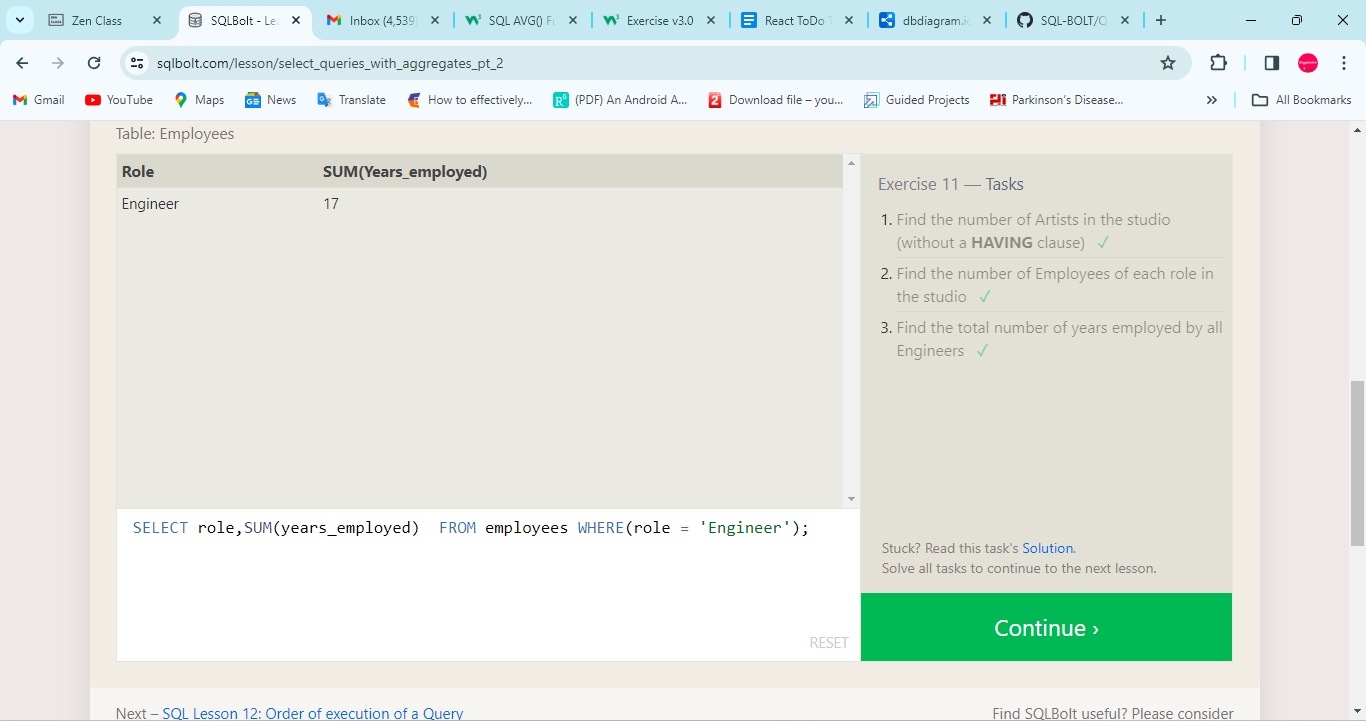 Zen Class
SQLBolt - Le
Inbox (4,539)
SQL AVG() Fu
Exercise v3.0
React ToDo T
dbdiagram.io
SQL-BOLT/Q
sqlbolt.com/lesson/select_queries_with_aggregates_pt_2
Gmail
YouTube
Maps
News
Translate
How to effectively...
(PDF) An Android A...
Download file – you...
Guided Projects
Parkinson's Disease...
All Bookmarks
Table: Employees
Role SUM(Years_employed)
Engineer 17
Exercise 11 — Tasks
1. Find the number of Artists in the studio
(without a HAVING clause) ✓
2. Find the number of Employees of each role in
the studio ✓
3. Find the total number of years employed by all
Engineers ✓
SELECT role,SUM(years_employed)  FROM employees WHERE(role = 'Engineer');
RESET
Stuck? Read this task's Solution.
Solve all tasks to continue to the next lesson.
Continue ›
Next – SQL Lesson 12: Order of execution of a Query
Find SQLBolt useful? Please consider